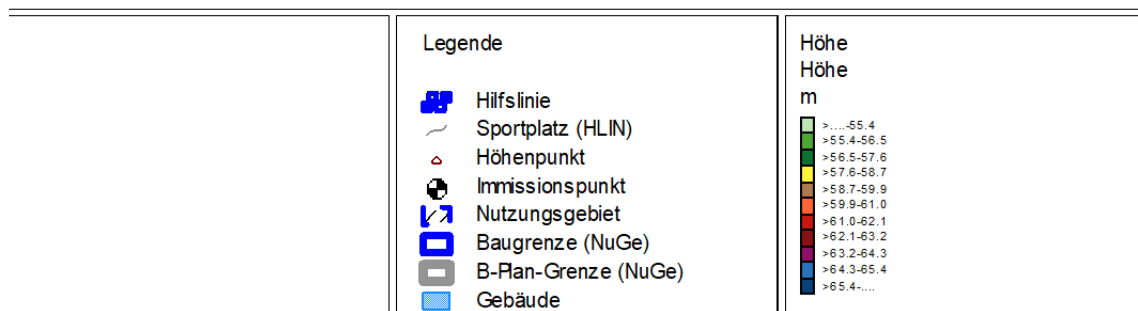 Legende
Hilfslinie
Sportplatz (HLIN)
Höhenpunkt
Immissionspunkt
Nutzungsgebiet
Baugrenze (NuGe)
B-Plan-Grenze (NuGe)
Gebäude
Höhe
Höhe
m
>....-55.4
>55.4-56.5
>56.5-57.6
>57.6-58.7
>58.7-59.9
>59.9-61.0
>61.0-62.1
>62.1-63.2
>63.2-64.3
>64.3-65.4
>65.4-....